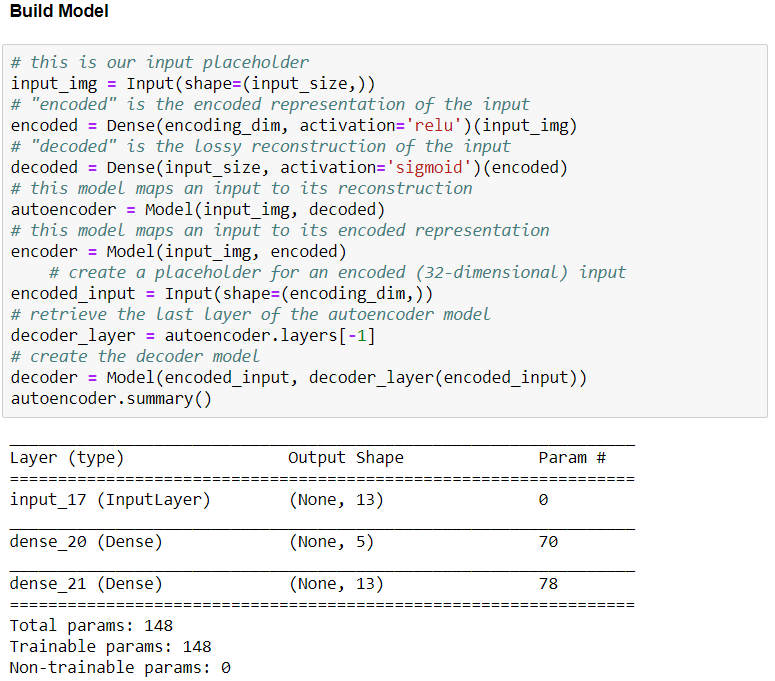 Build Model
# this is our input placeholder
input_img = Input(shape=(input_size,))
# "encoded" is the encoded representation of the input
encoded = Dense(encoding_dim, activation='relu')(input_img)
# "decoded" is the lossy reconstruction of the input
decoded = Dense(input_size, activation='sigmoid')(encoded)
# this model maps an input to its reconstruction
autoencoder = Model(input_img, decoded)
# this model maps an input to its encoded representation
encoder = Model(input_img, encoded)
    # create a placeholder for an encoded (32-dimensional) input
encoded_input = Input(shape=(encoding_dim,))
# retrieve the last layer of the autoencoder model
decoder_layer = autoencoder.layers[-1]
# create the decoder model
decoder = Model(encoded_input, decoder_layer(encoded_input))
autoencoder.summary()
_________________________________________________________________
Layer (type)                 Output Shape              Param #
=================================================================
input_17 (InputLayer)        (None, 13)                0
_________________________________________________________________
dense_20 (Dense)             (None, 5)                 70
_________________________________________________________________
dense_21 (Dense)             (None, 13)                78
=================================================================
Total params: 148
Trainable params: 148
Non-trainable params: 0